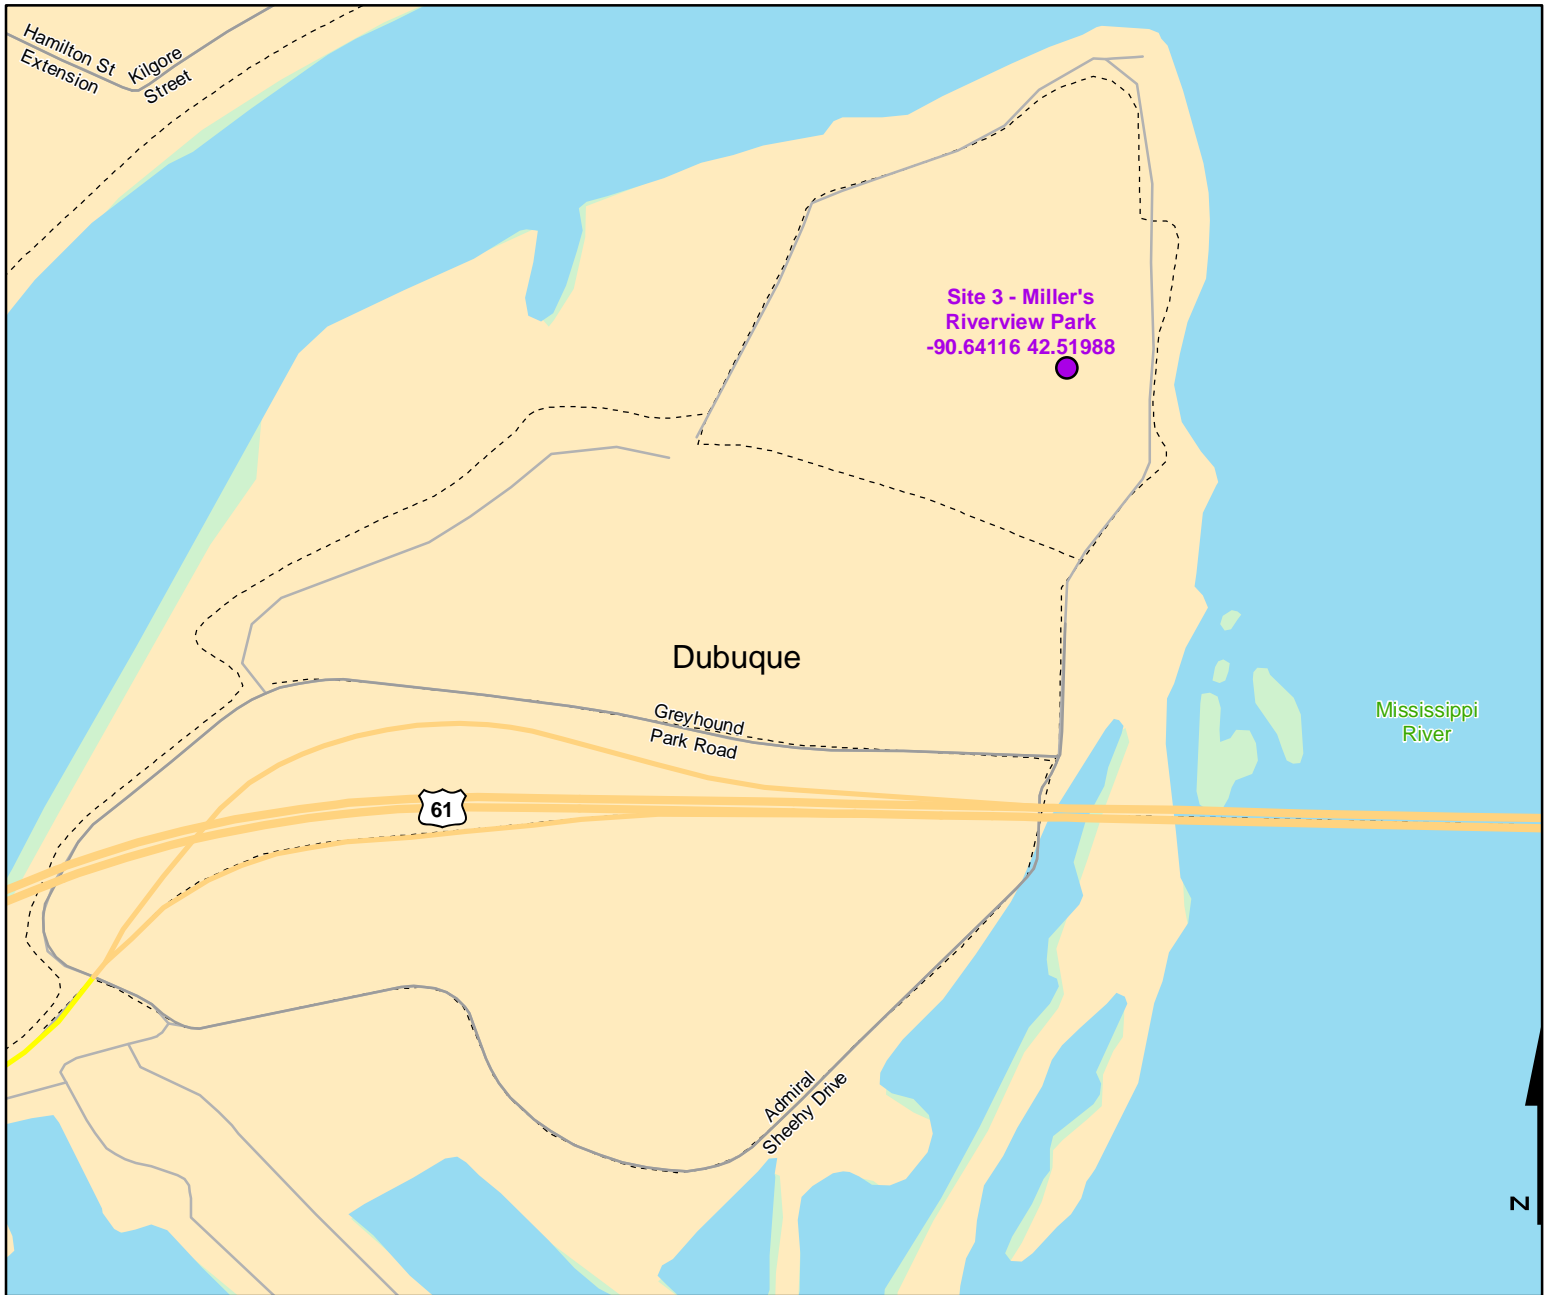 Hamilton St
Extension
Kilgore
Street
Site 3 - Miller's
Riverview Park
-90.64116 42.51988
Dubuque
Greyhound
Park Road
Mississippi
River
61
Admiral
Sheehy Drive
N